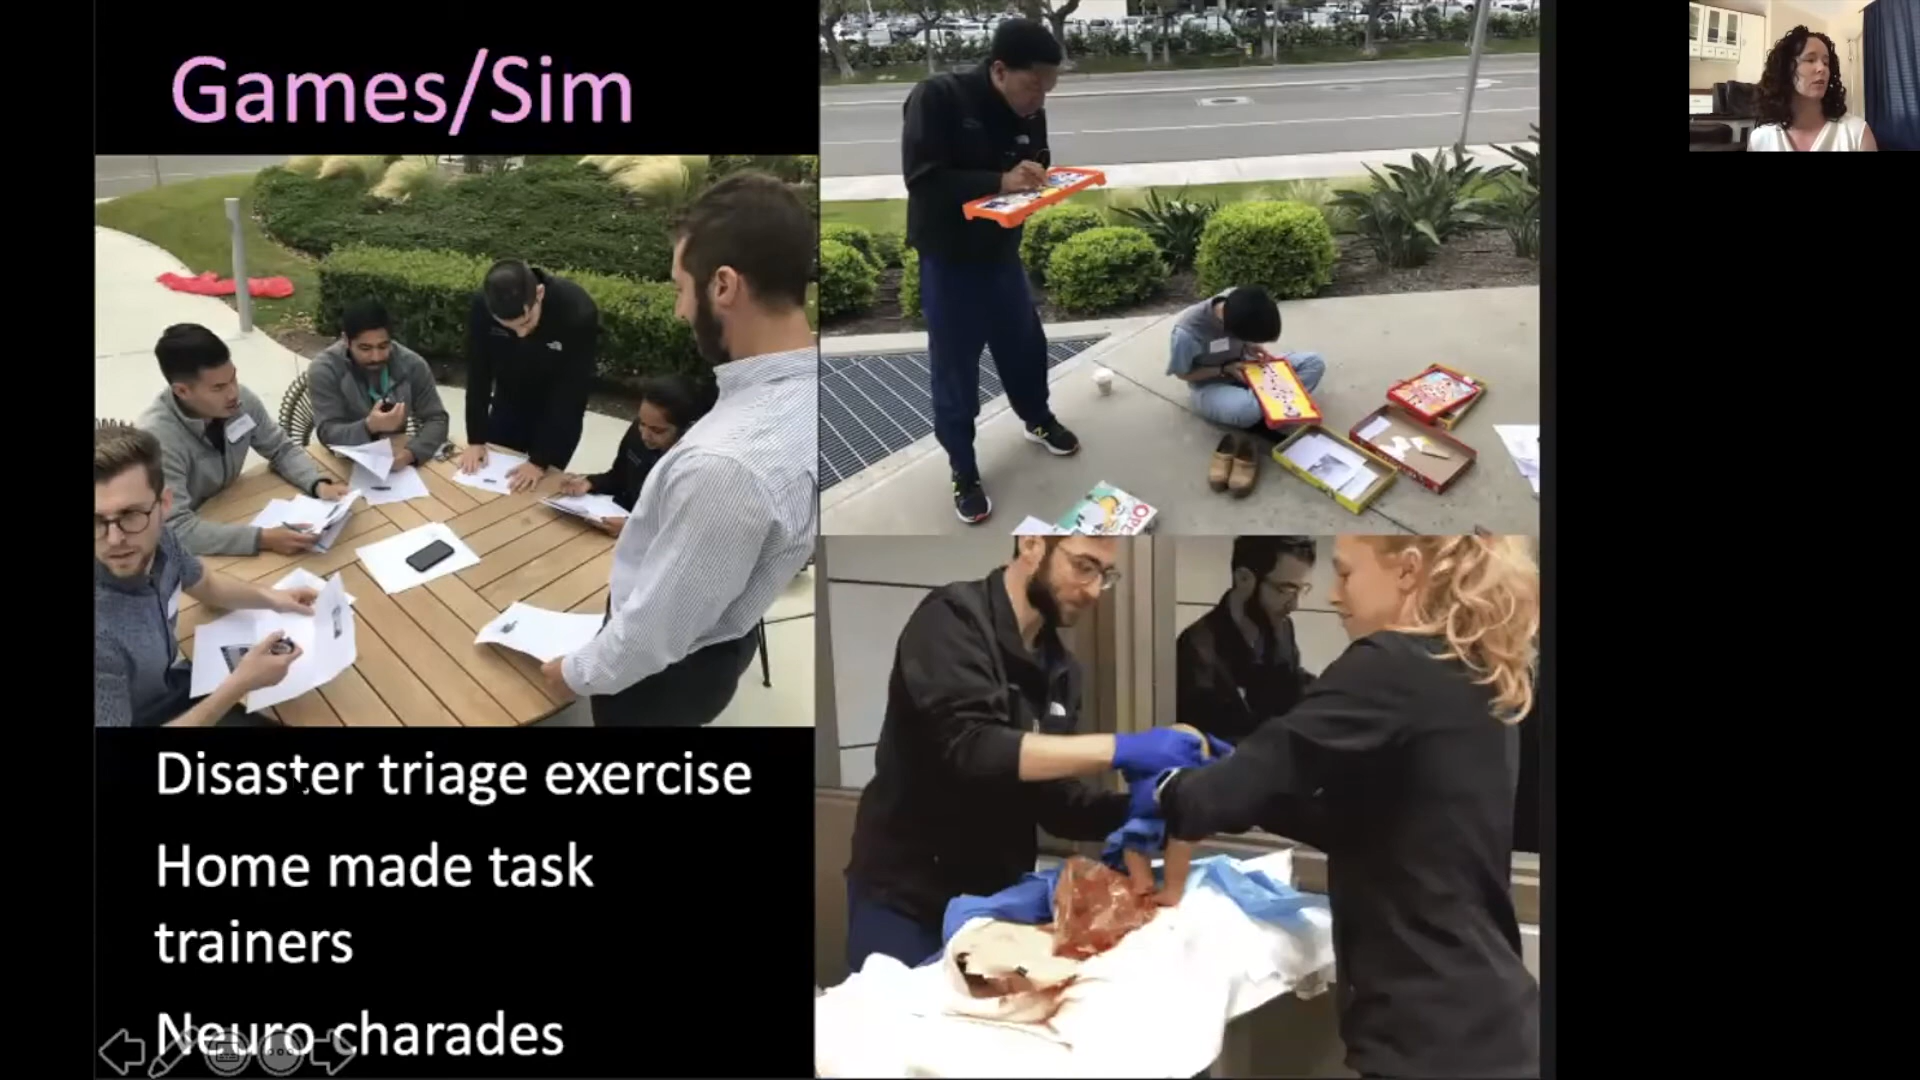 Games/Sim
Disaster triage exercise
Home made task
trainers
Neuro charades